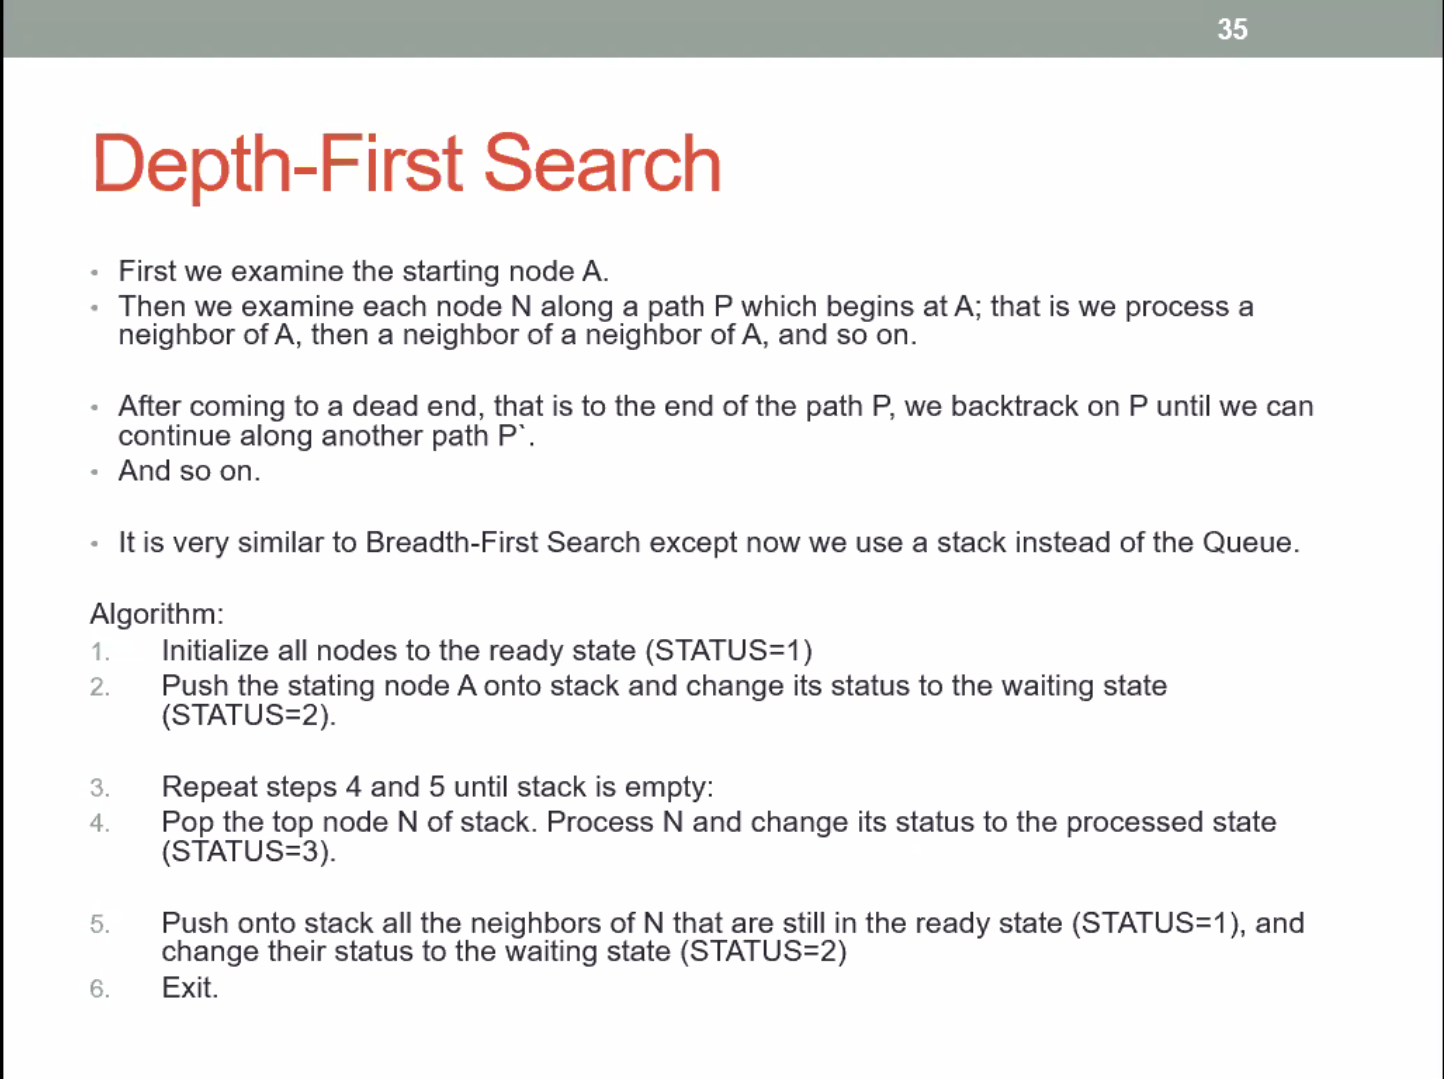 35
Depth-First Search
• First we examine the starting node A.
• Then we examine each node N along a path P which begins at A; that is we process a
neighbor of A, then a neighbor of a neighbor of A, and so on.
• After coming to a dead end, that is to the end of the path P, we backtrack on P until we can
continue along another path P`.
• And so on.
• It is very similar to Breadth-First Search except now we use a stack instead of the Queue.
Algorithm:
1. Initialize all nodes to the ready state (STATUS=1)
2. Push the stating node A onto stack and change its status to the waiting state
(STATUS=2).
3. Repeat steps 4 and 5 until stack is empty:
4. Pop the top node N of stack. Process N and change its status to the processed state
(STATUS=3).
5. Push onto stack all the neighbors of N that are still in the ready state (STATUS=1), and
change their status to the waiting state (STATUS=2)
6. Exit.